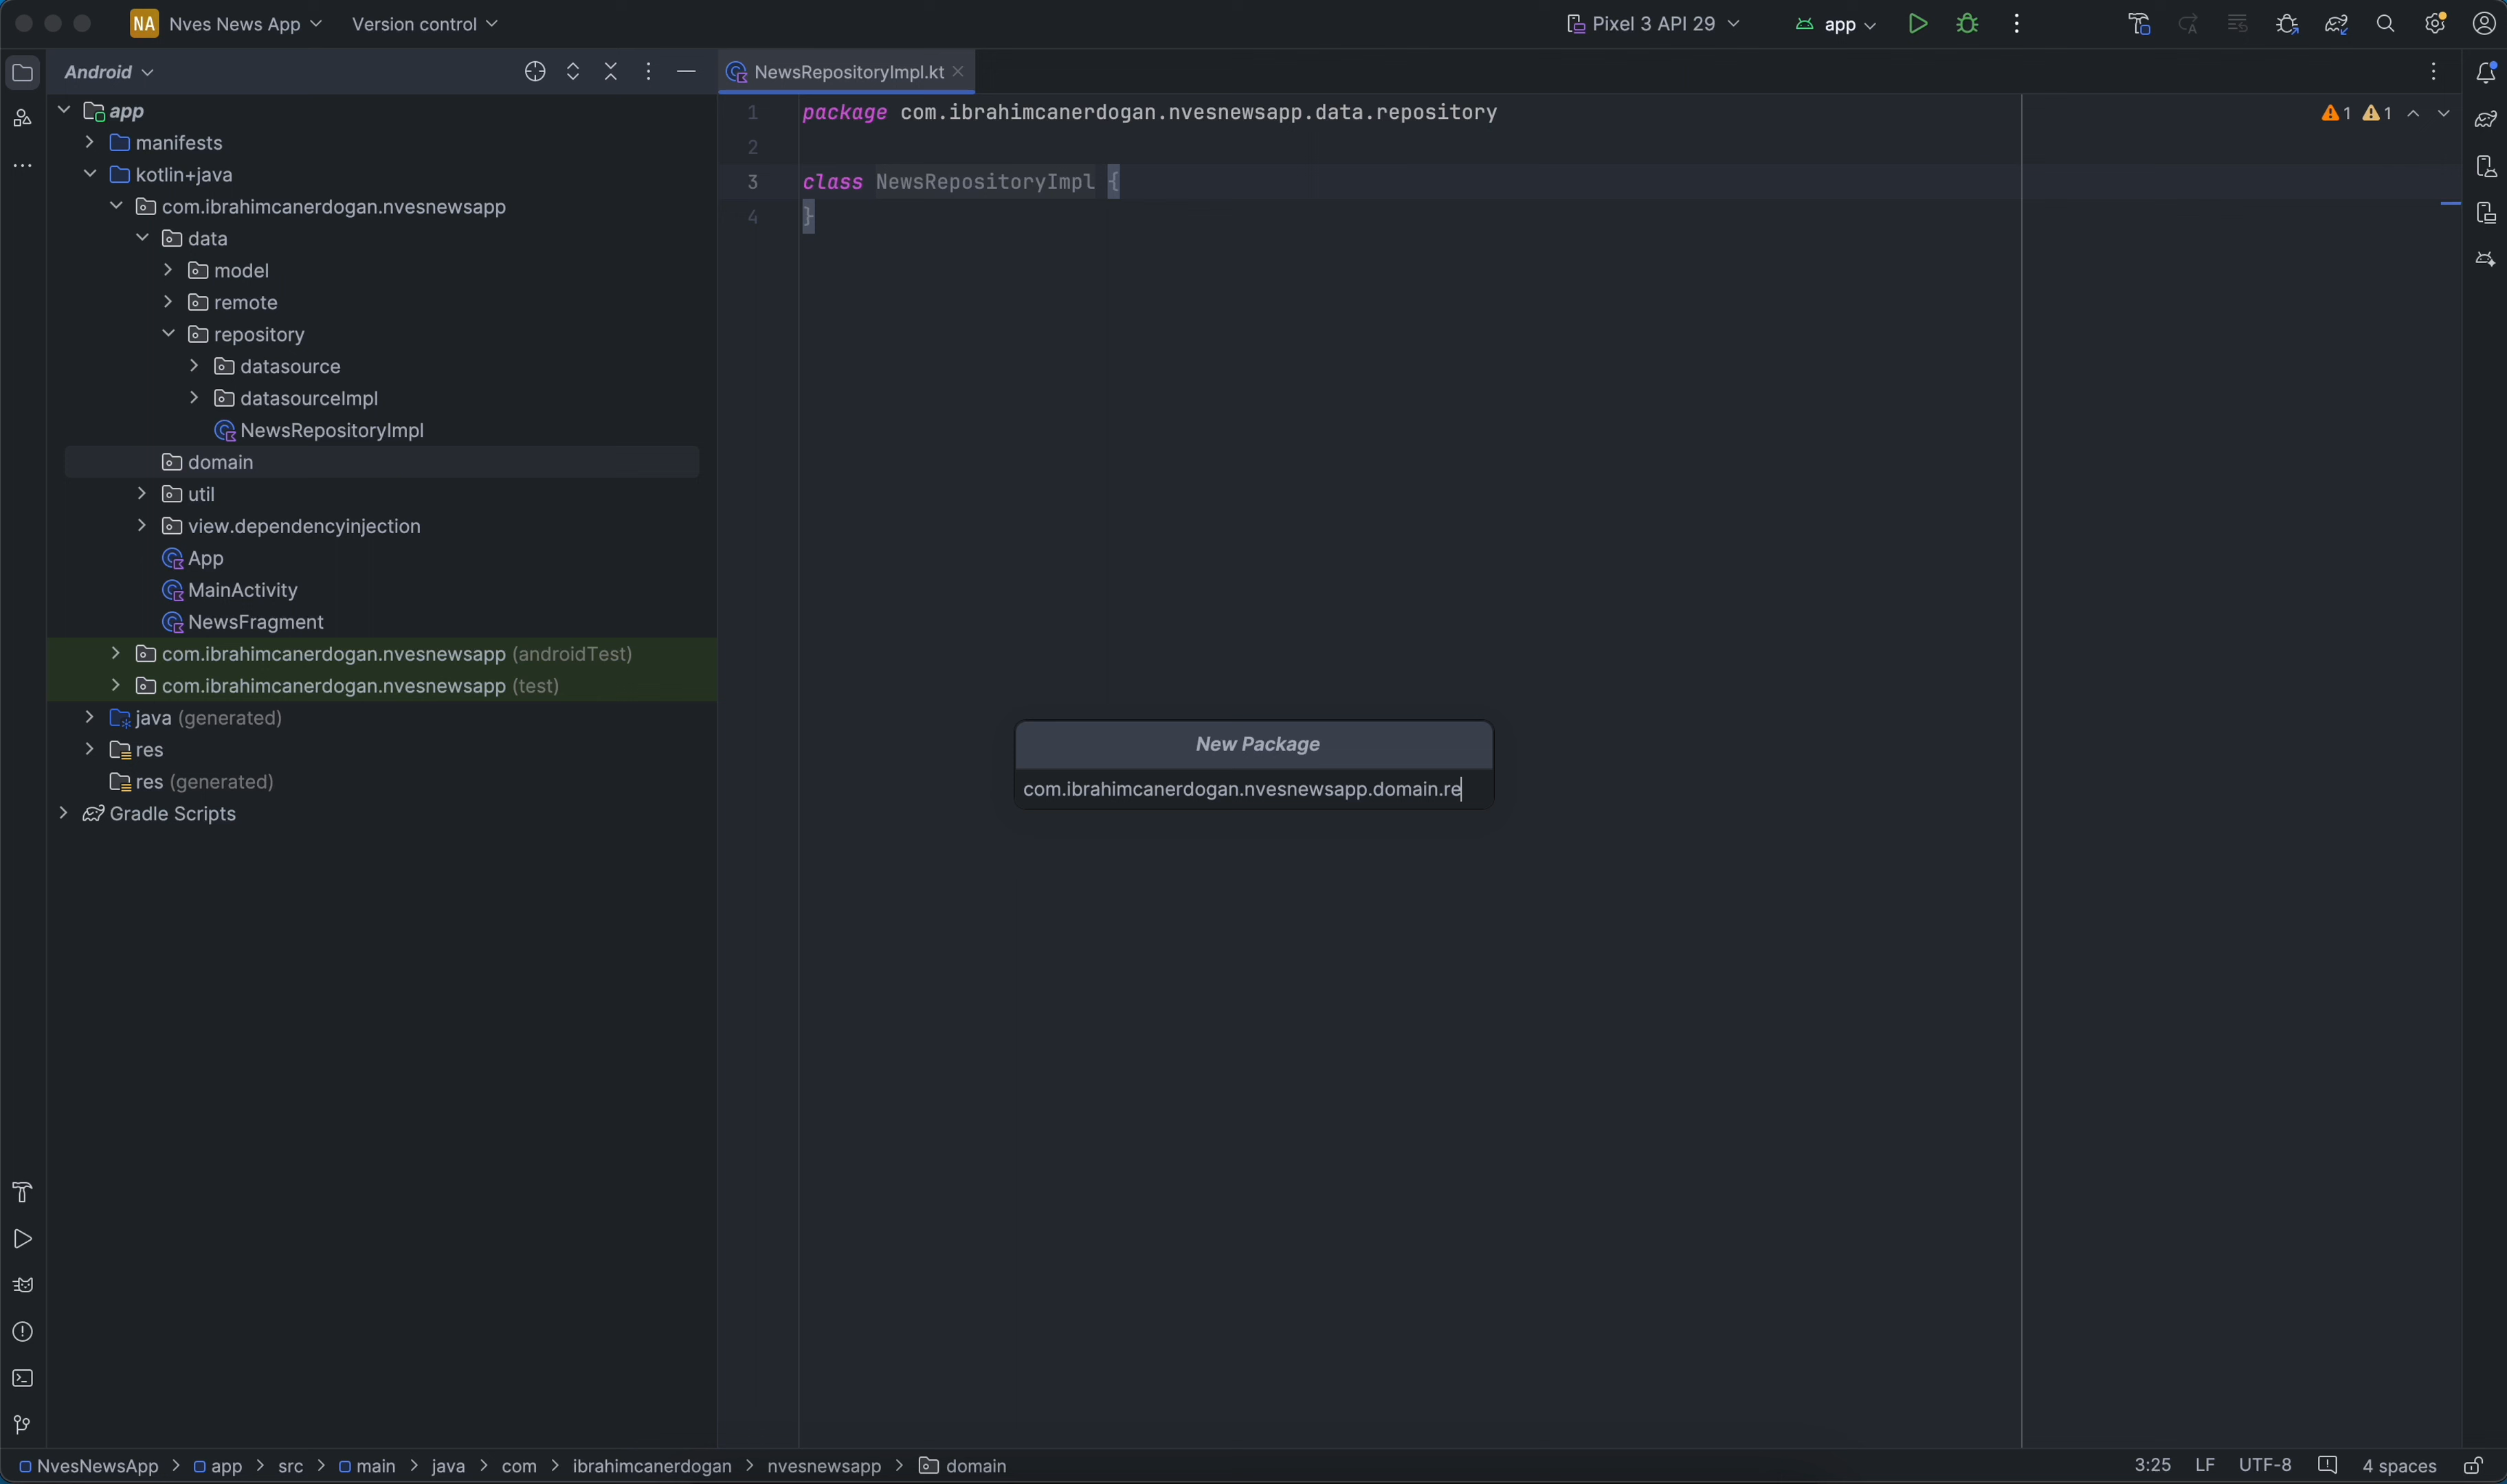 NA Nves News App Version control Pixel 3 API 29 app
Android
NewsRepositoryImpl.kt
app
manifests
kotlin+java
com.ibrahimcanerdogan.nvesnewsapp
data
model
remote
repository
datasource
datasourceImpl
NewsRepositoryImpl
domain
util
view.dependencyinjection
App
MainActivity
NewsFragment
com.ibrahimcanerdogan.nvesnewsapp (androidTest)
com.ibrahimcanerdogan.nvesnewsapp (test)
java (generated)
res
res (generated)
Gradle Scripts
1 package com.ibrahimcanerdogan.nvesnewsapp.data.repository
1 1
2
3 class NewsRepositoryImpl {
4 }
New Package
com.ibrahimcanerdogan.nvesnewsapp.domain.re
NvesNewsApp > app > src > main > java > com > ibrahimcanerdogan > nvesnewsapp > domain
3:25 LF UTF-8 4 spaces